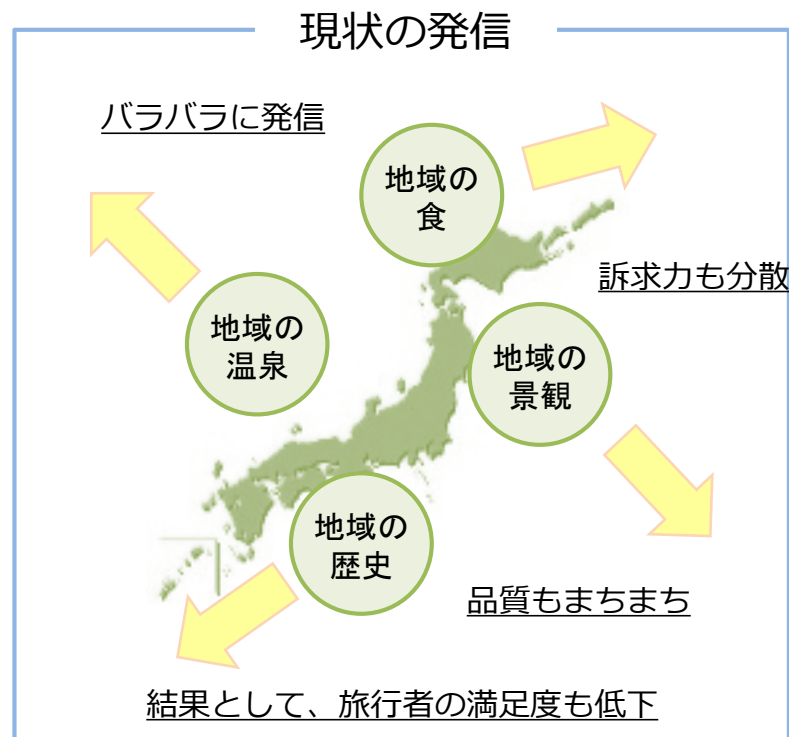 現状の発信
バラバラに発信
地域の
食
訴求力も分散
地域の
温泉
地域の
景観
地域の
歴史
品質もまちまち
結果として、旅行者の満足度も低下